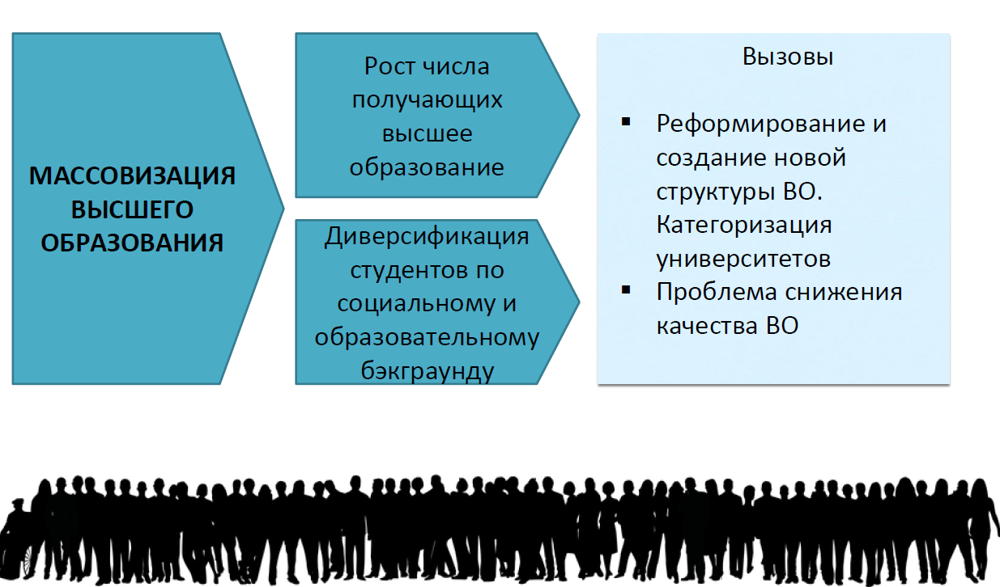 МАССОВИЗАЦИЯ
ВЫСШЕГО
ОБРАЗОВАНИЯ
Рост числа
получающих
высшее
образование
Диверсификация
студентов по
социальному и
образовательному
бэкграунду
Вызовы
▪ Реформирование и
создание новой
структуры ВО.
Категоризация
университетов
▪ Проблема снижения
качества ВО